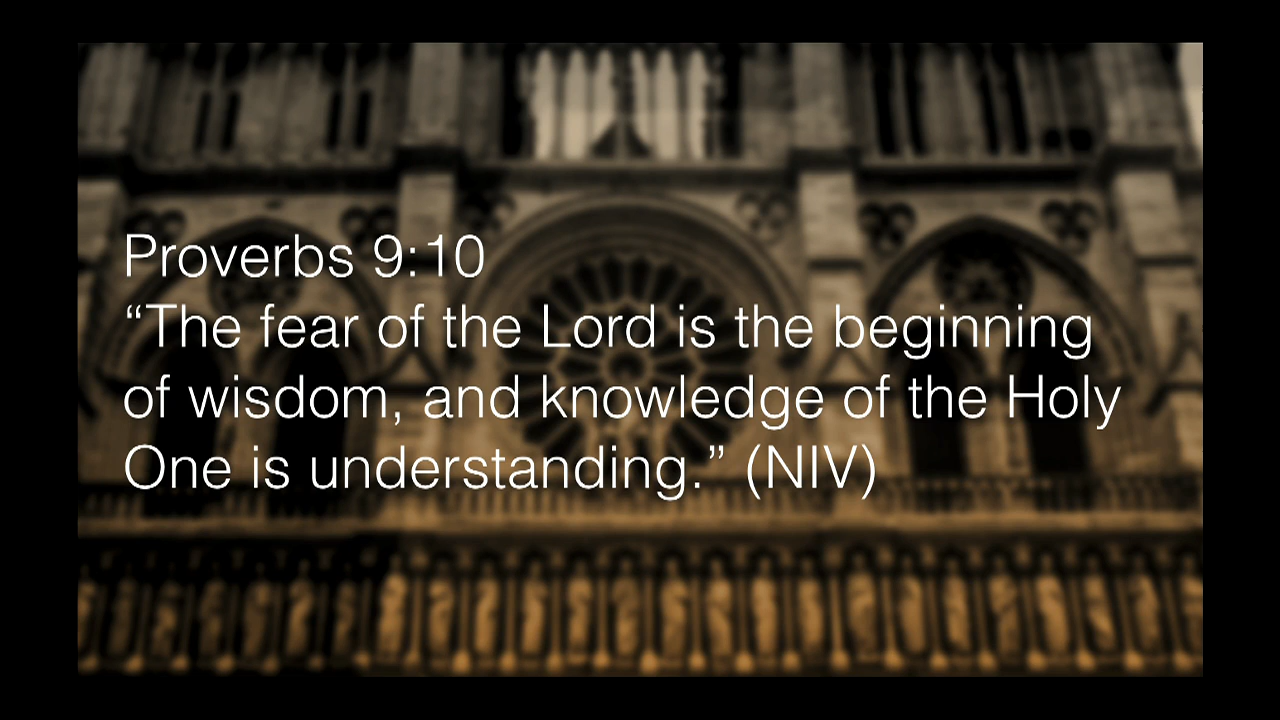 Proverbs 9:10
“The fear of the Lord is the beginning
of wisdom, and knowledge of the Holy
One is understanding.” (NIV)